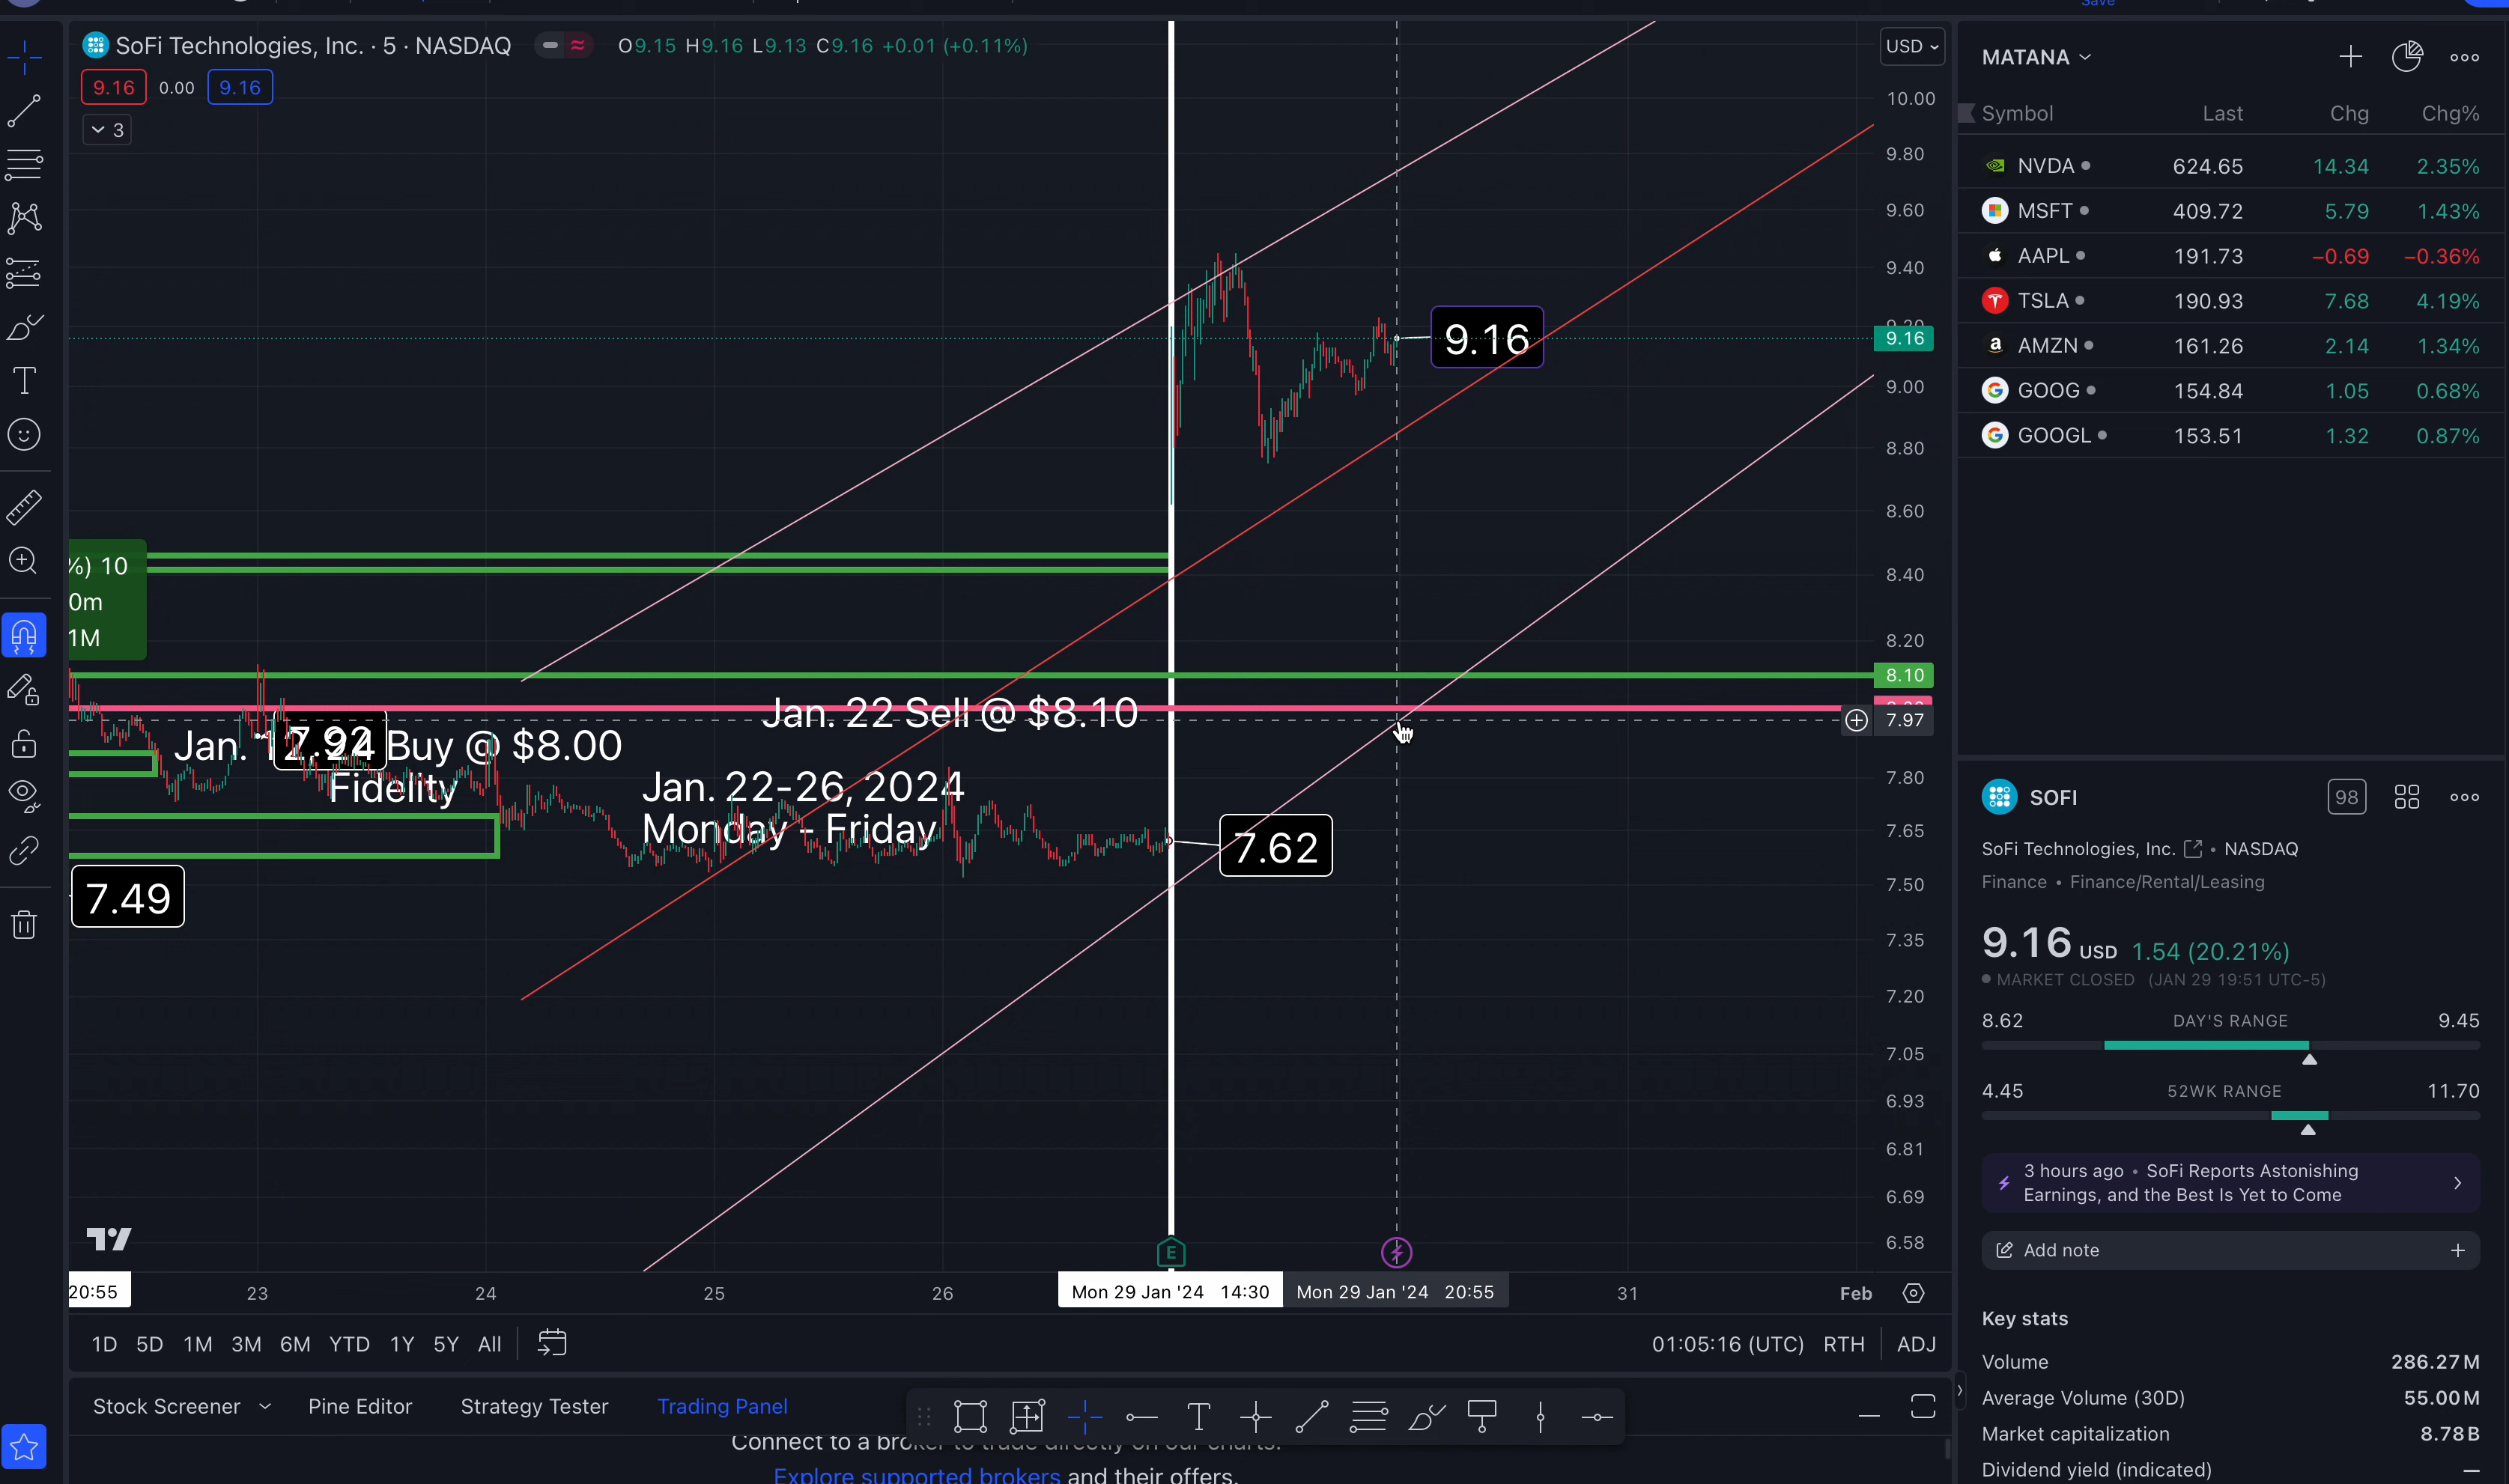 Save
SoFi Technologies, Inc. · 5 · NASDAQ
O9.15 H9.16 L9.13 C9.16 +0.01 (+0.11%)
USD
9.16 0.00 9.16
3
10.00
9.80
9.60
9.40
9.20
9.16
9.00
8.80
8.60
8.40
8.20
8.10
7.97
7.80
7.65
7.50
7.35
7.20
7.05
6.93
6.81
6.69
6.58
9.16
%) 10
0m
1M
Jan. 22 Sell @ $8.10
7.92
Buy @ $8.00
Fidelity
Jan. 22-26, 2024
Monday - Friday
7.62
7.49
E
20:55 23 24 25 26 Mon 29 Jan '24 14:30 Mon 29 Jan '24 20:55 31 Feb
1D 5D 1M 3M 6M YTD 1Y 5Y All
01:05:16 (UTC) RTH ADJ
Stock Screener Pine Editor Strategy Tester Trading Panel
Connect to a broker to trade directly on our charts.
Explore supported brokers and their offers.
MATANA
Symbol Last Chg Chg%
NVDA 624.65 14.34 2.35%
MSFT 409.72 5.79 1.43%
AAPL 191.73 −0.69 −0.36%
TSLA 190.93 7.68 4.19%
AMZN 161.26 2.14 1.34%
GOOG 154.84 1.05 0.68%
GOOGL 153.51 1.32 0.87%
SOFI 98
SoFi Technologies, Inc. • NASDAQ
Finance • Finance/Rental/Leasing
9.16 USD 1.54 (20.21%)
MARKET CLOSED (JAN 29 19:51 UTC-5)
8.62 DAY'S RANGE 9.45
4.45 52WK RANGE 11.70
3 hours ago • SoFi Reports Astonishing
Earnings, and the Best Is Yet to Come
Add note
Key stats
Volume 286.27M
Average Volume (30D) 55.00M
Market capitalization 8.78B
Dividend yield (indicated) —